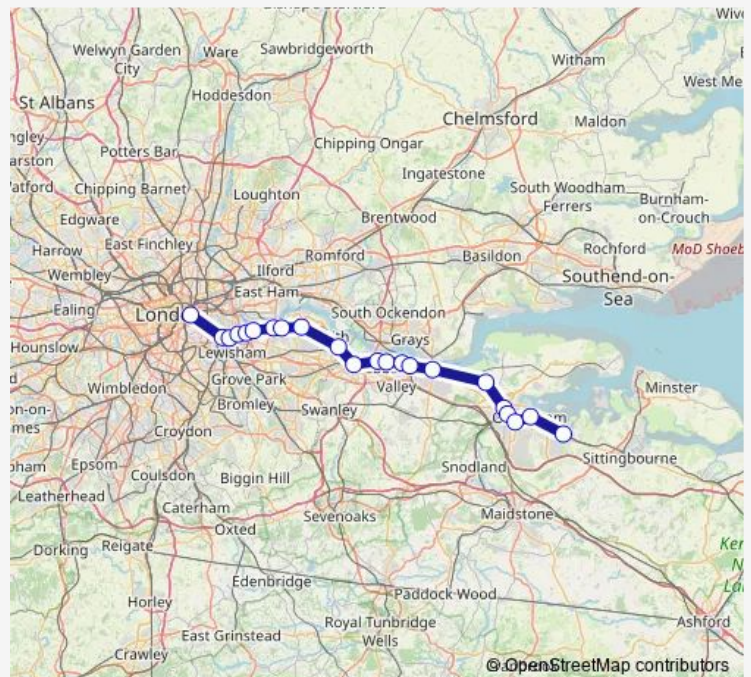 Welwyn Garden
City
Ware
Sawbridgeworth
Witham
St Albans
Hoddesdon
West Me
Chelmsford
Maldon
Potters Bar
Chipping Ongar
Ingatestone
Chipping Barnet
Loughton
South Woodham
Ferrers
Burnham-
on-Crouch
Edgware
Brentwood
Harrow
East Finchley
Romford
Basildon
Rochford
MoD Shoeb
Wembley
Ilford
Southend-on-
Sea
Ealing
East Ham
Lond
South Ockendon
Hounslow
Lewisham
Grays
Wimbledon
Grove Park
Valley
Minster
Bromley
Swanley
Croydon
Epsom
Snodland
Sittingbourne
Coulsdon
Biggin Hill
Leatherhead
Caterham
Sevenoaks
Maidstone
Oxted
Dorking
Reigate
Edenbridge
Paddock Wood
Horley
Royal Tunbridge
Wells
Ashford
East Grinstead
Crawley
© OpenStreetMap contributors